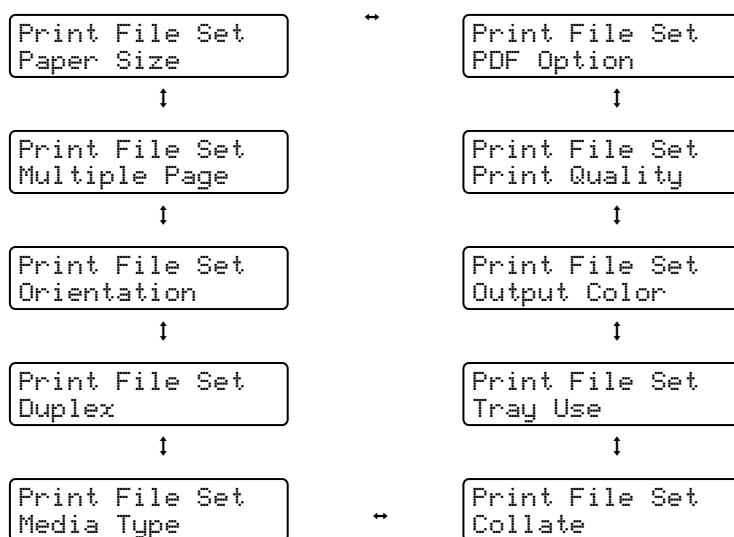 Print File Set
Paper Size
Print File Set
Multiple Page
Print File Set
Orientation
Print File Set
Duplex
Print File Set
Media Type
Print File Set
PDF Option
Print File Set
Print Quality
Print File Set
Output Color
Print File Set
Tray Use
Print File Set
Collate